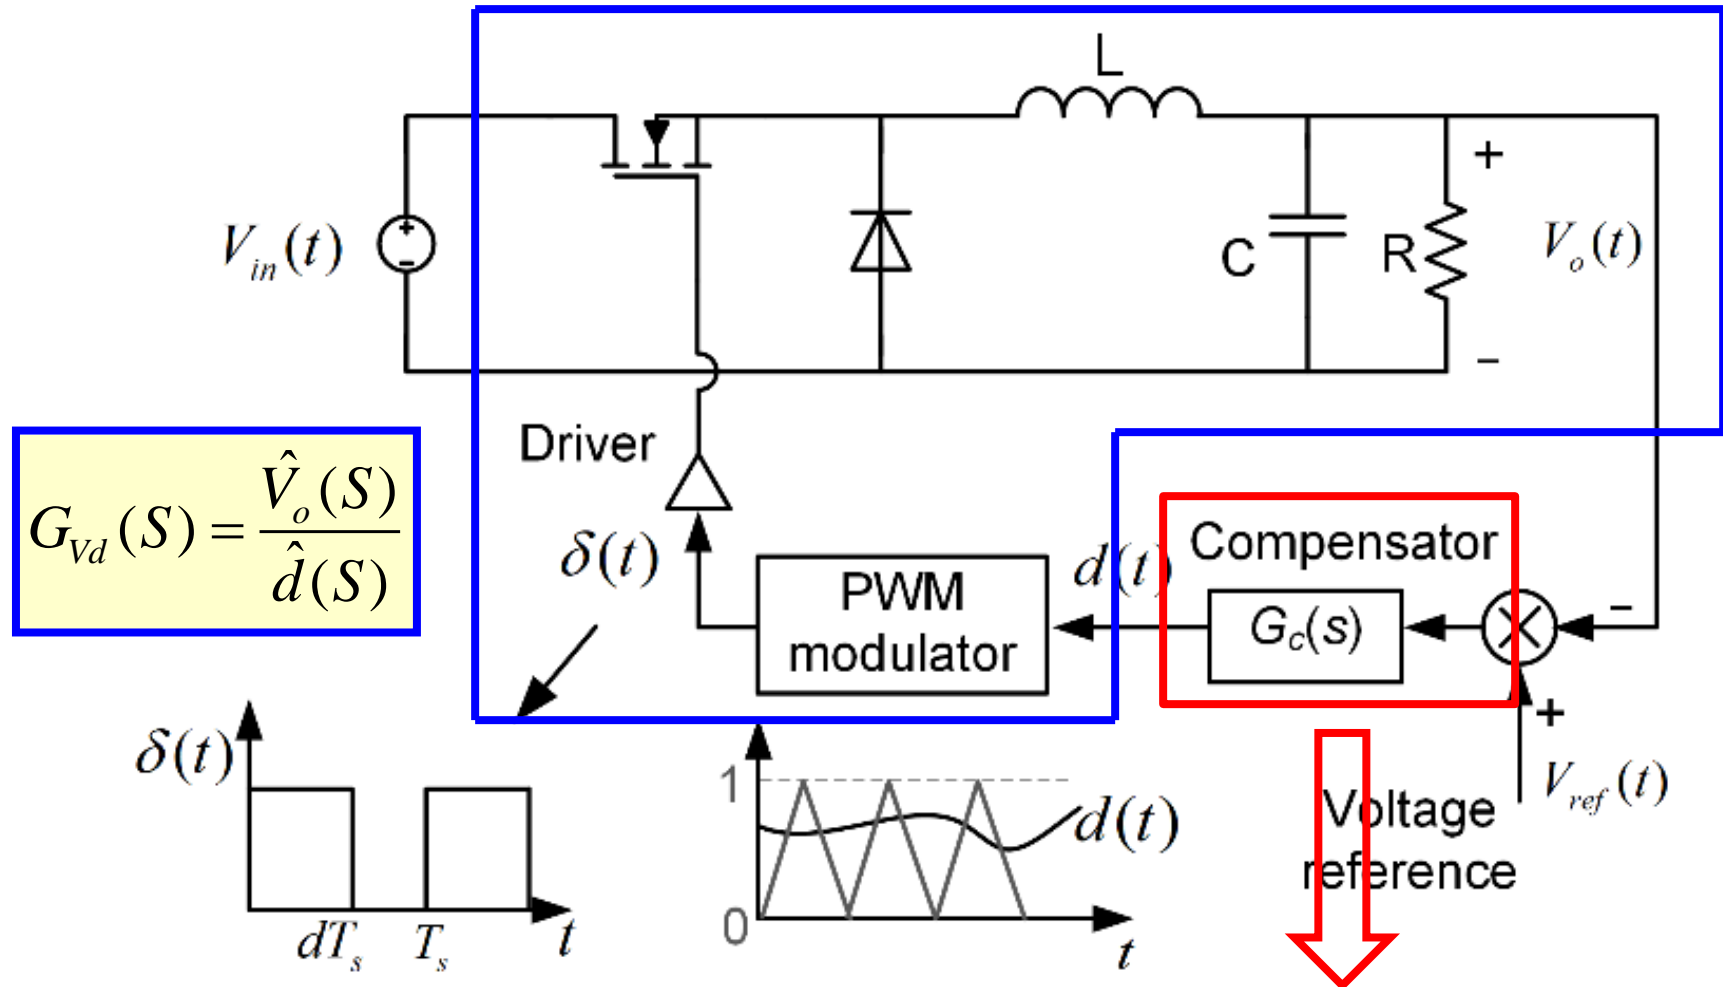 L
+
V_in(t)
+
-
C
R
V_o(t)
−
Driver
G_Vd(S) = V̂_o(S) / d̂(S)
δ(t)
PWM
modulator
d(t)
Compensator
G_c(s)
−
+
V_ref(t)
Voltage
reference
δ(t)
dT_s
T_s
t
1
0
d(t)
t